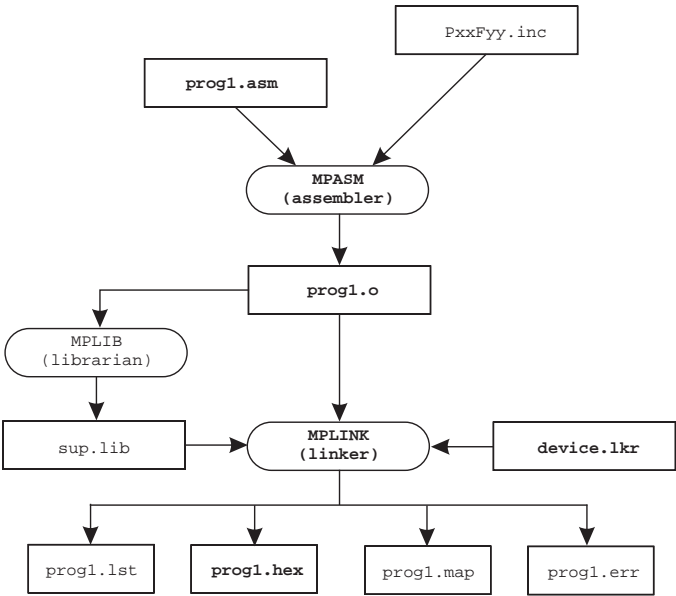 PxxFyy.inc
prog1.asm
MPASM
(assembler)
prog1.o
MPLIB
(librarian)
sup.lib
MPLINK
(linker)
device.lkr
prog1.lst
prog1.hex
prog1.map
prog1.err